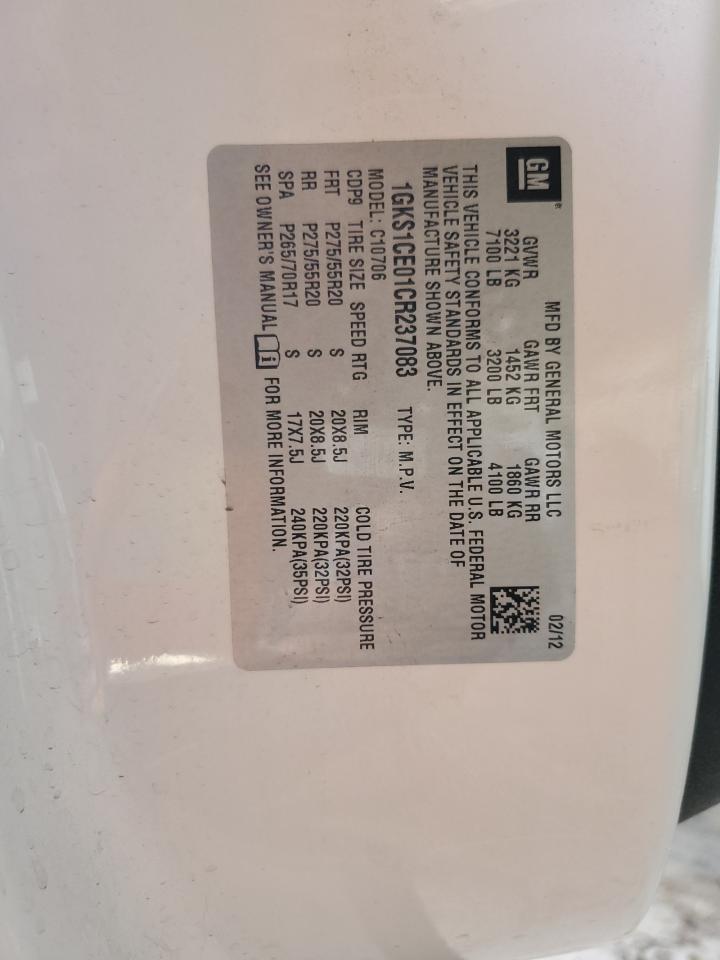 GM
MFD BY GENERAL MOTORS LLC 02/12
GVWR GAWR FRT GAWR RR
3221 KG 1452 KG 1860 KG
7100 LB 3200 LB 4100 LB
THIS VEHICLE CONFORMS TO ALL APPLICABLE U.S. FEDERAL MOTOR
VEHICLE SAFETY STANDARDS IN EFFECT ON THE DATE OF
MANUFACTURE SHOWN ABOVE.
1GKS1CE01CR237083 TYPE: M.P.V.
MODEL: C10706
CDP9 TIRE SIZE SPEED RTG RIM COLD TIRE PRESSURE
FRT P275/55R20 S 20X8.5J 220KPA(32PSI)
RR P275/55R20 S 20X8.5J 220KPA(32PSI)
SPA P265/70R17 S 17X7.5J 240KPA(35PSI)
SEE OWNER'S MANUAL i FOR MORE INFORMATION.